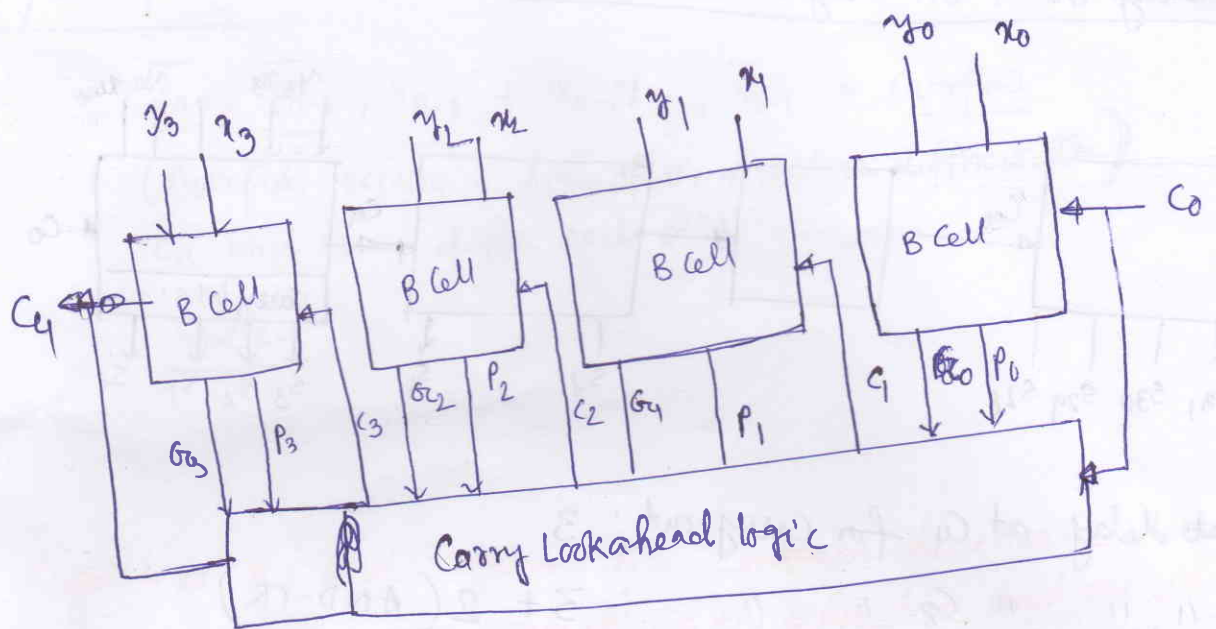 y0 x0
y1 x1
y2 x2
y3 x3
B Cell
B Cell
B Cell
B Cell
C0
C4
G3 P3 C3 G2 P2 C2 G1 P1 C1 G0 P0
Carry Lookahead logic